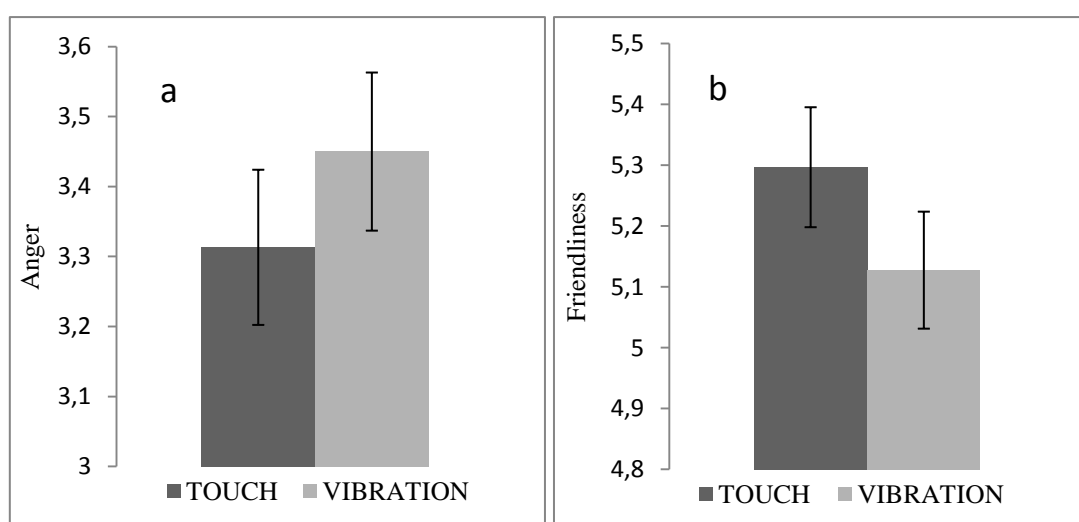 a
Anger
3,6
3,5
3,4
3,3
3,2
3,1
3
TOUCH VIBRATION
b
Friendliness
5,5
5,4
5,3
5,2
5,1
5
4,9
4,8
TOUCH VIBRATION